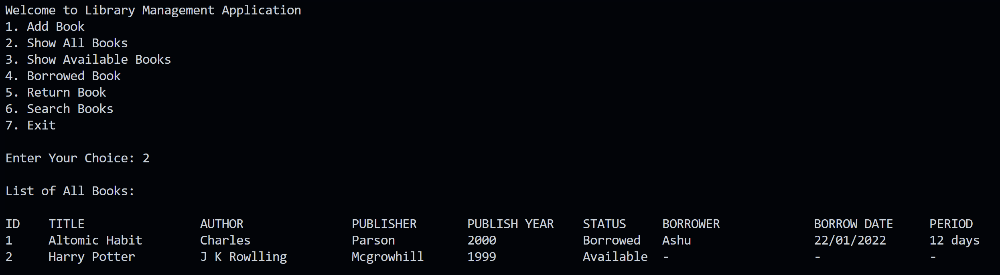 Welcome to Library Management Application
1. Add Book
2. Show All Books
3. Show Available Books
4. Borrowed Book
5. Return Book
6. Search Books
7. Exit
Enter Your Choice: 2
List of All Books:
ID TITLE AUTHOR PUBLISHER PUBLISH YEAR STATUS BORROWER BORROW DATE PERIOD
1 Altomic Habit Charles Parson 2000 Borrowed Ashu 22/01/2022 12 days
2 Harry Potter J K Rowlling Mcgrowhill 1999 Available - - -